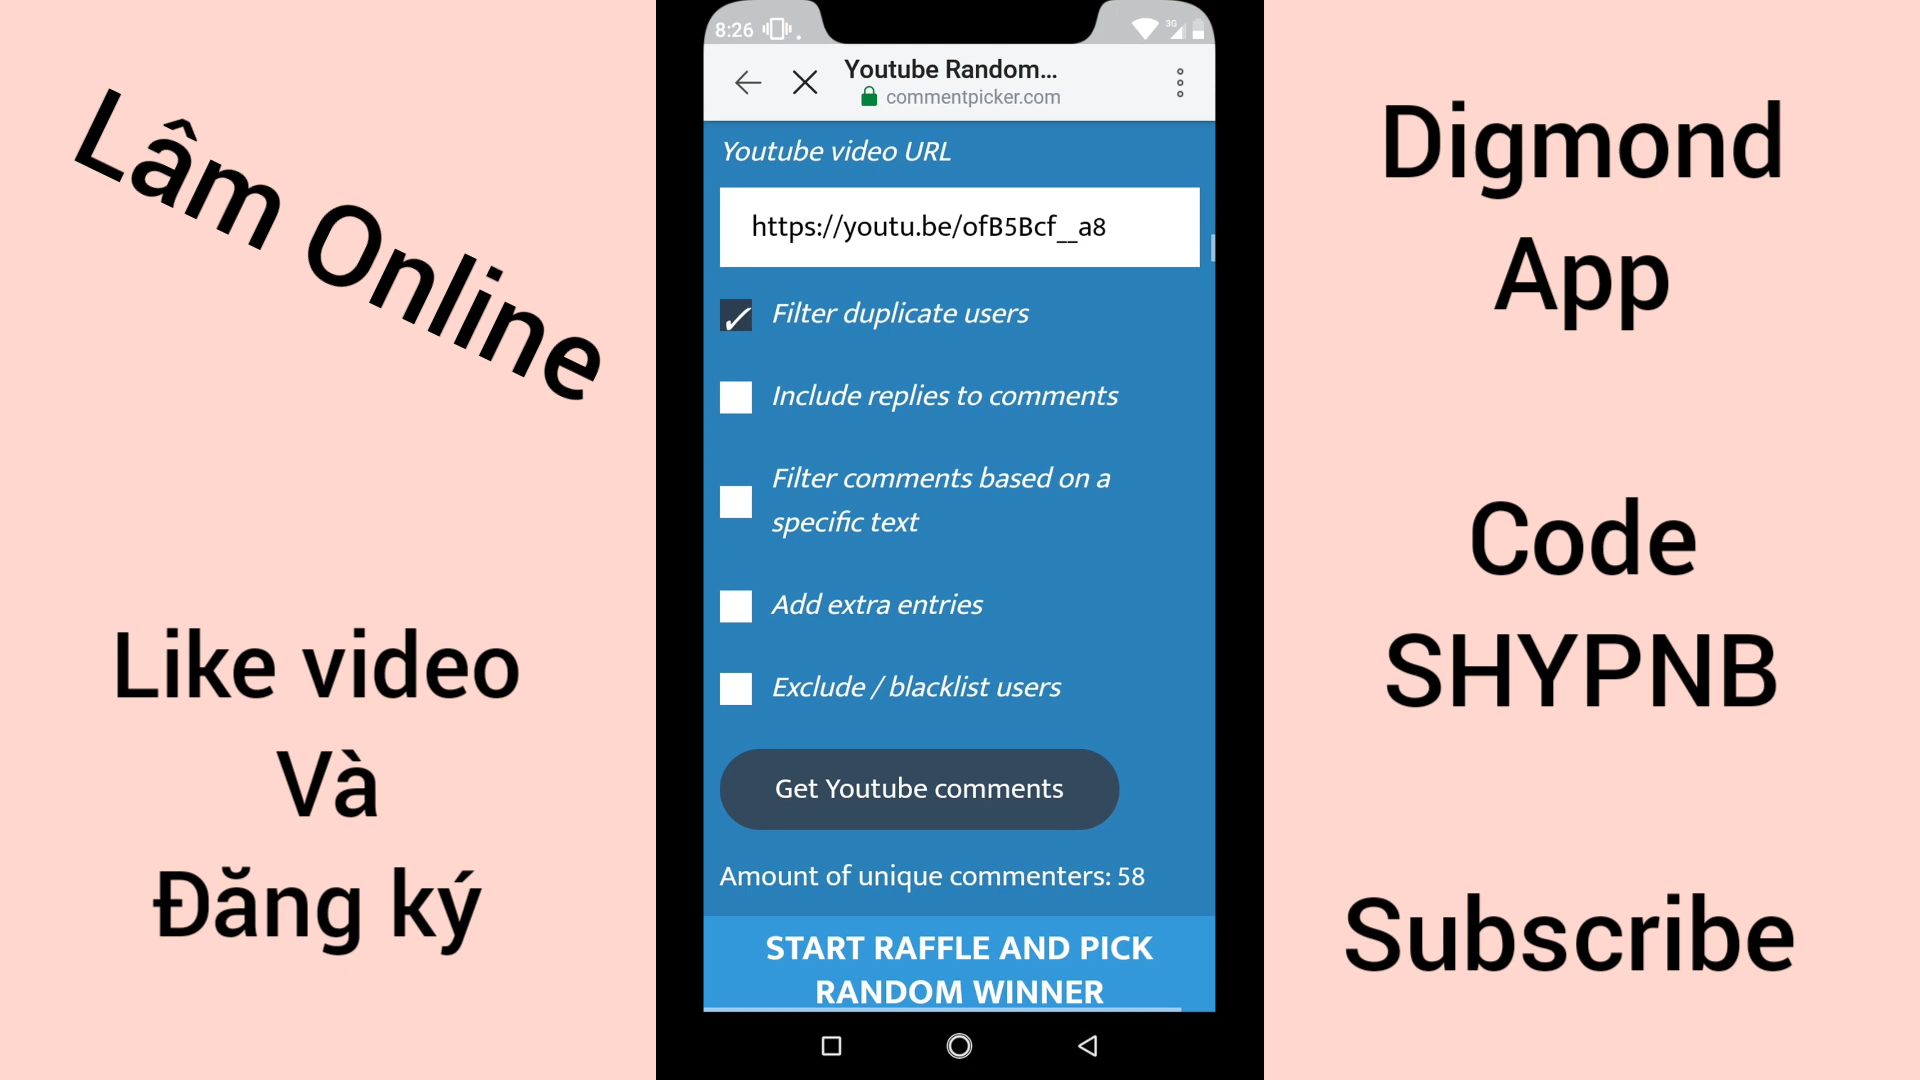 Lâm Online
Like video
Và
Đăng ký
8:26
3G
Youtube Random...
commentpicker.com
Youtube video URL
https://youtu.be/ofB5Bcf__a8
Filter duplicate users
Include replies to comments
Filter comments based on a
specific text
Add extra entries
Exclude / blacklist users
Get Youtube comments
Amount of unique commenters: 58
START RAFFLE AND PICK
RANDOM WINNER
Digmond
App
Code
SHYPNB
Subscribe